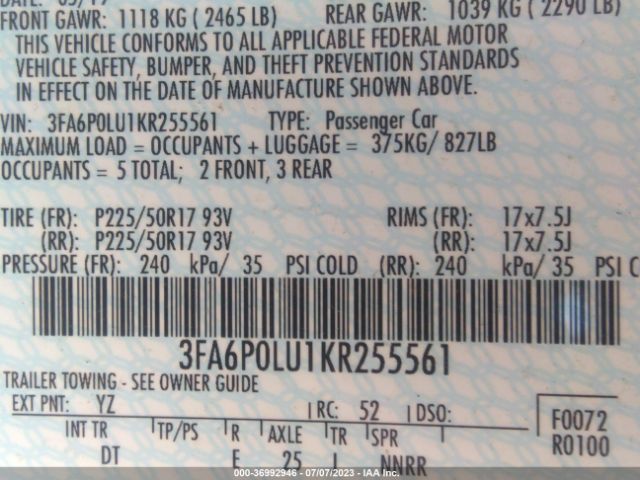 FRONT GAWR: 1118 KG ( 2465 LB) REAR GAWR: 1039 KG ( 2290 LB)
THIS VEHICLE CONFORMS TO ALL APPLICABLE FEDERAL MOTOR
VEHICLE SAFETY, BUMPER, AND THEFT PREVENTION STANDARDS
IN EFFECT ON THE DATE OF MANUFACTURE SHOWN ABOVE.
VIN: 3FA6P0LU1KR255561 TYPE: Passenger Car
MAXIMUM LOAD = OCCUPANTS + LUGGAGE = 375KG/ 827LB
OCCUPANTS = 5 TOTAL; 2 FRONT, 3 REAR
TIRE (FR): P225/50R17 93V RIMS (FR): 17x7.5J
(RR): P225/50R17 93V (RR): 17x7.5J
PRESSURE (FR): 240 kPa/ 35 PSI COLD (RR): 240 kPa/ 35 PSI C
3FA6P0LU1KR255561
TRAILER TOWING - SEE OWNER GUIDE
EXT PNT: YZ RC: 52 DSO: F0072
INT TR TP/PS R AXLE TR SPR R0100
DT E 25 J NNRR
000-36992946 - 07/07/2023 - IAA Inc.